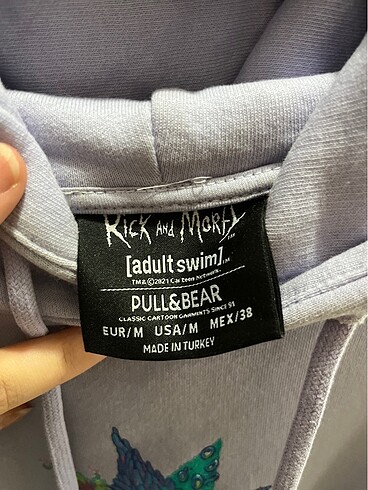 RICK AND MORTY
[adult swim]™
TM & ©2021 Cartoon Network.
PULL&BEAR
CLASSIC CARTOON GARMENTS SINCE 91
EUR/M USA/M MEX/38
MADE IN TURKEY